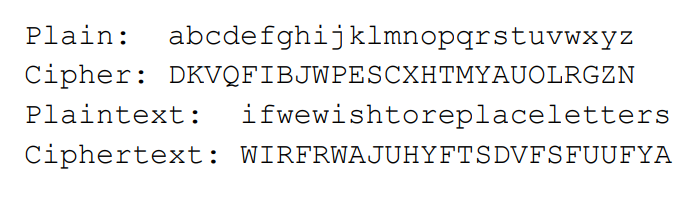 Plain:  abcdefghijklmnopqrstuvwxyz
Cipher: DKVQFIBJWPESCXHTMYAUOLRGZN
Plaintext:  ifwewishtoreplaceletters
Ciphertext: WIRFRWAJUHYFTSDVFSFUUFYA